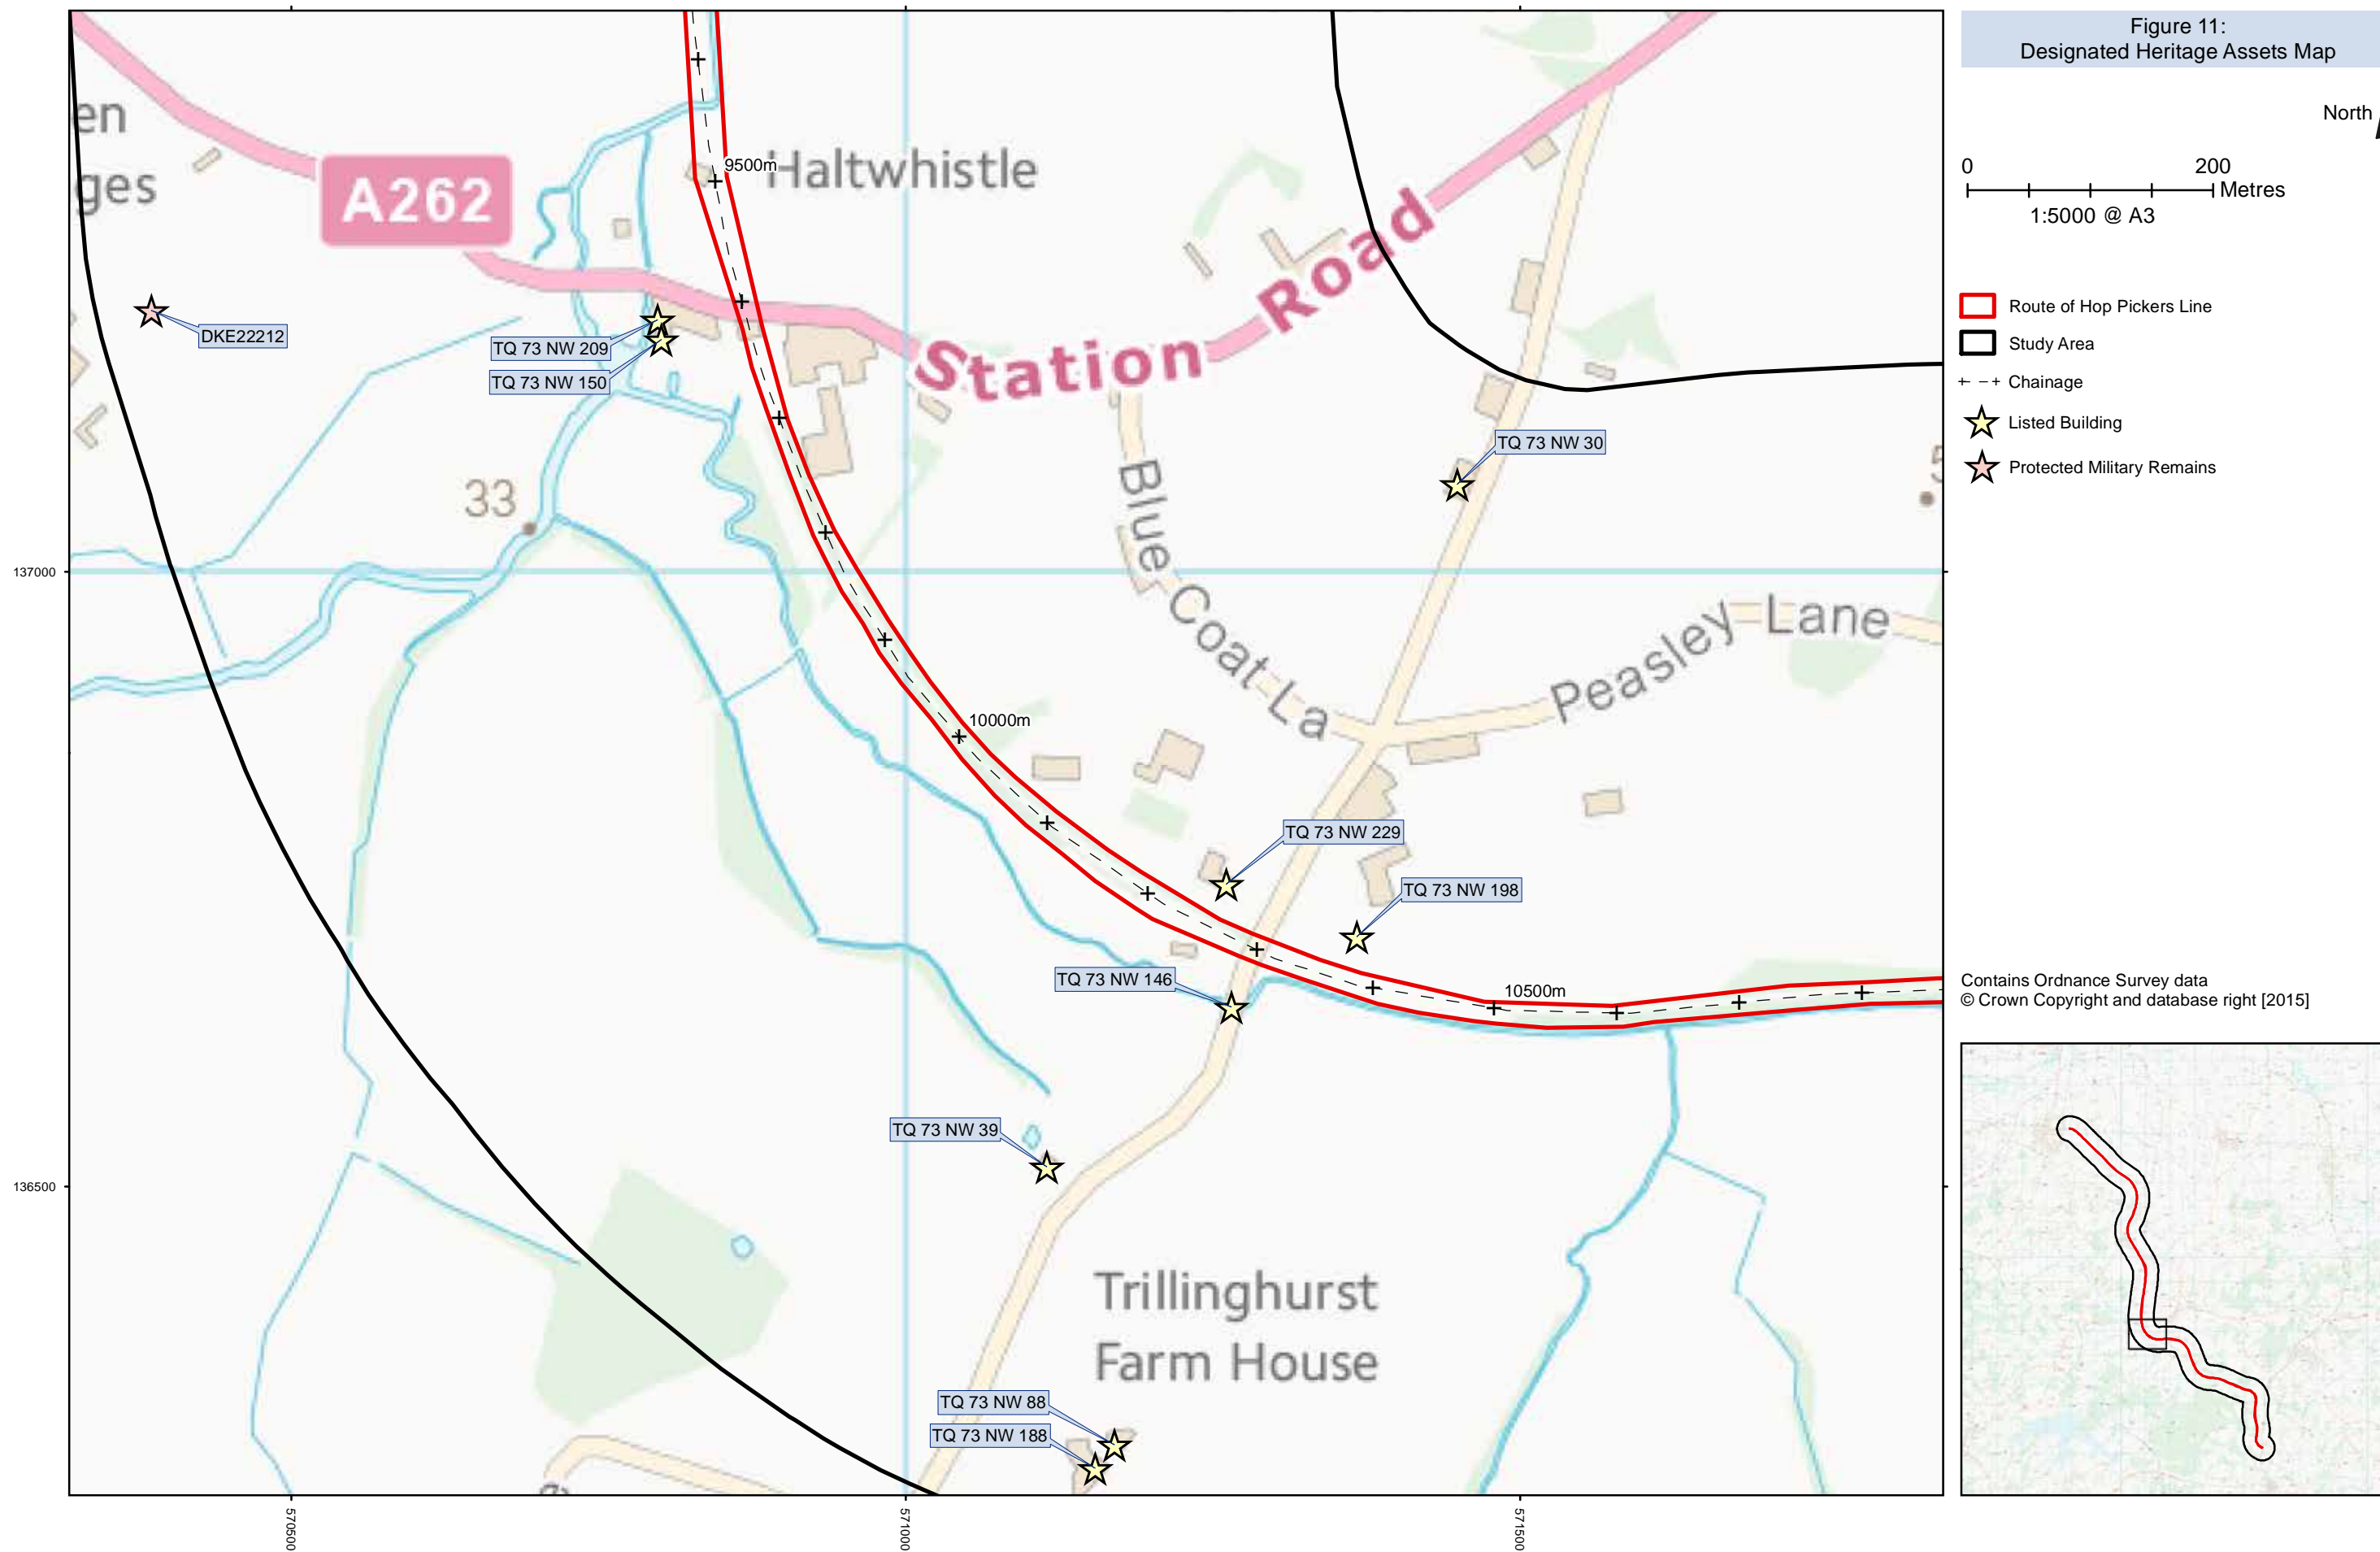 en
ges
A262
9500m
Haltwhistle
Station Road
DKE22212
TQ 73 NW 209
TQ 73 NW 150
TQ 73 NW 30
33
137000
Blue Coat La
Peasley Lane
10000m
TQ 73 NW 229
TQ 73 NW 198
TQ 73 NW 146
10500m
TQ 73 NW 39
136500
Trillinghurst
Farm House
TQ 73 NW 88
TQ 73 NW 188
570500
571000
571500
Figure 11:
Designated Heritage Assets Map
North
0 200
Metres
1:5000 @ A3
Route of Hop Pickers Line
Study Area
Chainage
Listed Building
Protected Military Remains
Contains Ordnance Survey data
© Crown Copyright and database right [2015]